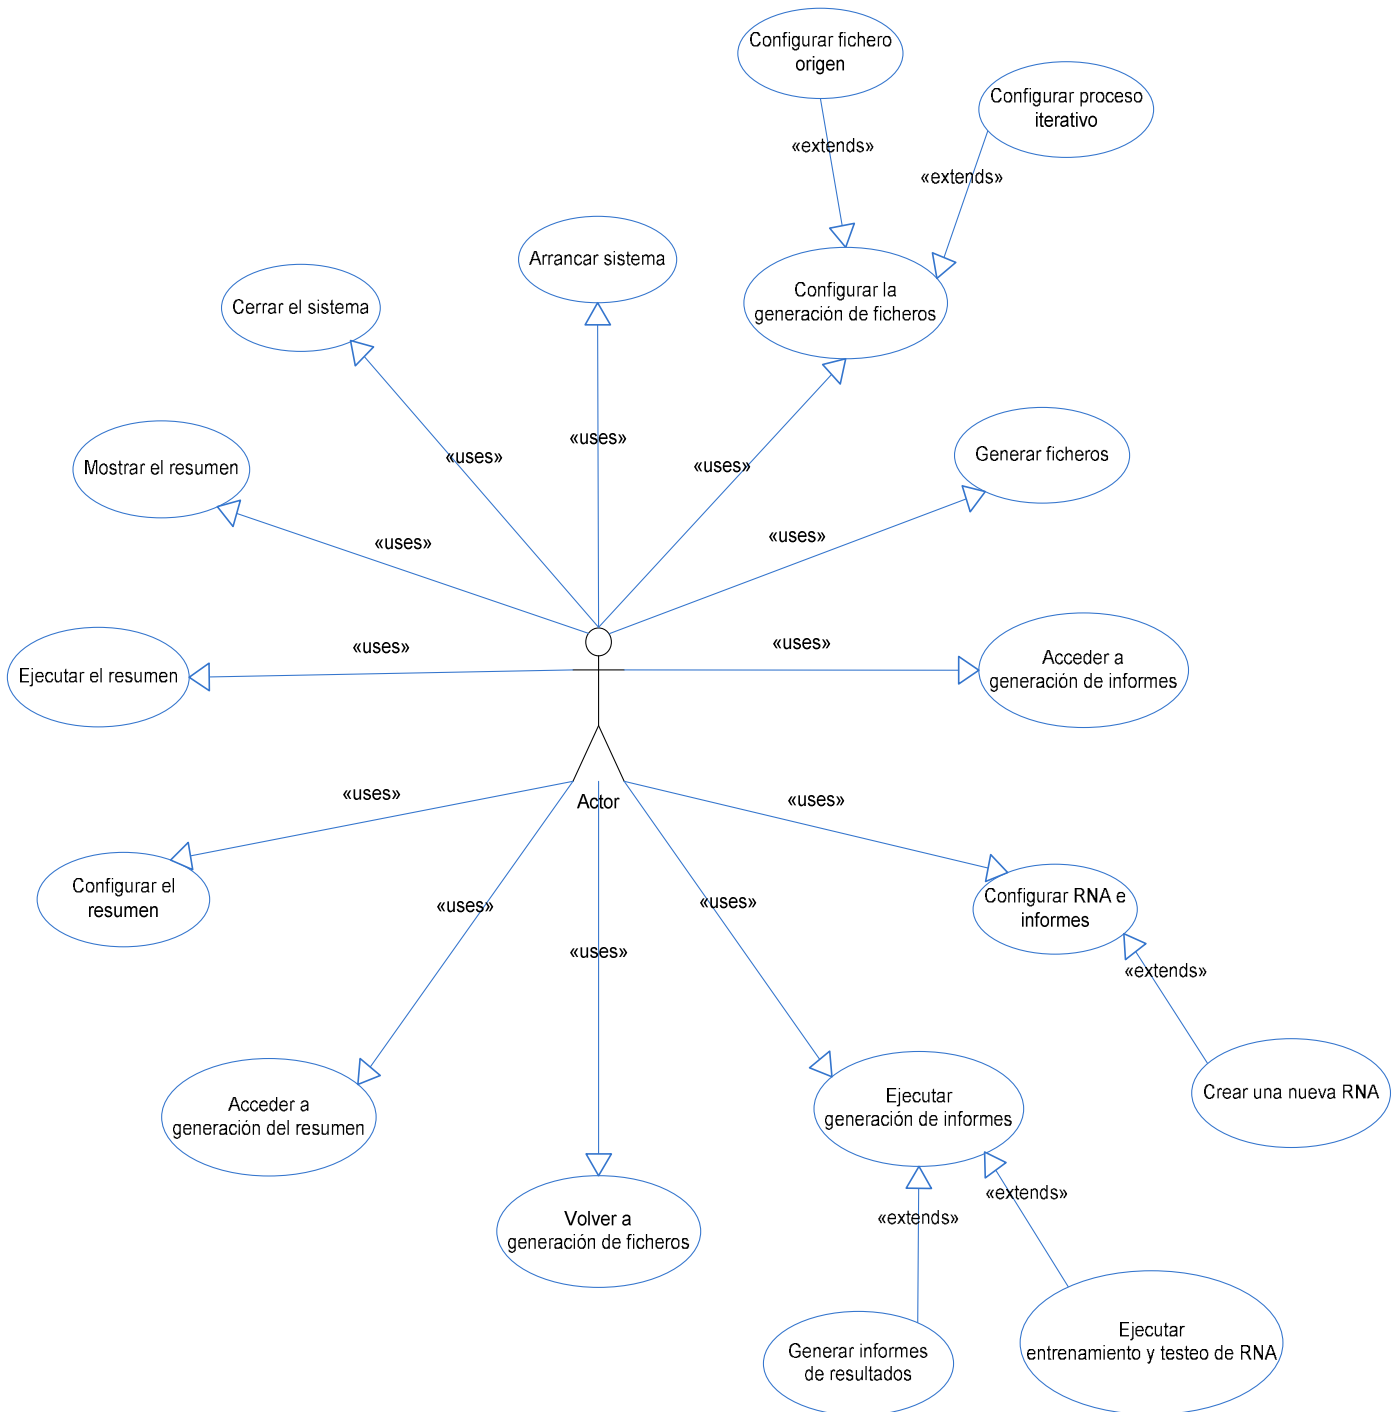 Configurar fichero
origen
Configurar proceso
iterativo
«extends»
«extends»
Arrancar sistema
Cerrar el sistema
Configurar la
generación de ficheros
«uses»
«uses»
«uses»
Generar ficheros
Mostrar el resumen
«uses»
«uses»
«uses»
«uses»
Acceder a
generación de informes
Ejecutar el resumen
«uses»
Actor
«uses»
Configurar el
resumen
«uses»
«uses»
Configurar RNA e
informes
«uses»
«extends»
Crear una nueva RNA
Acceder a
generación del resumen
Ejecutar
generación de informes
«extends»
«extends»
Volver a
generación de ficheros
Generar informes
de resultados
Ejecutar
entrenamiento y testeo de RNA